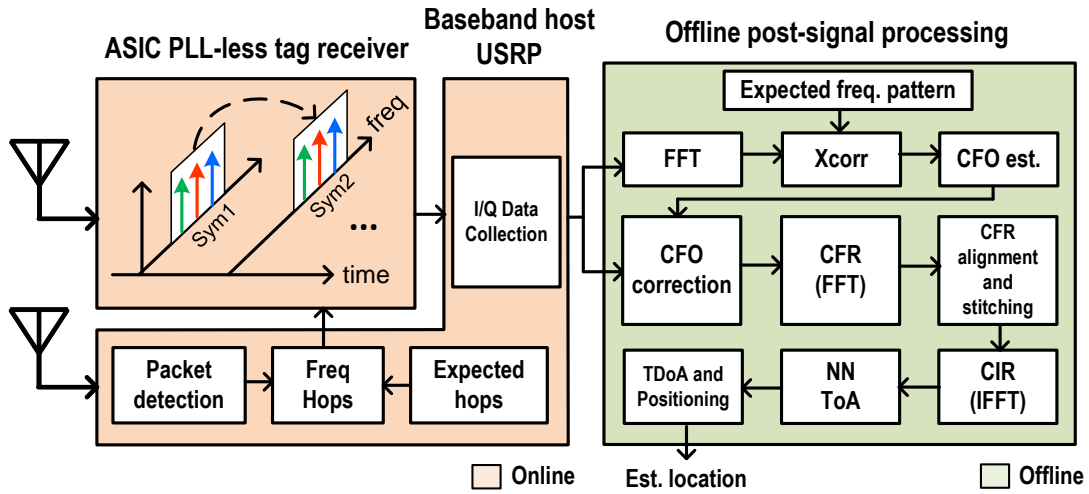 ASIC PLL-less tag receiver
Baseband host
USRP
Offline post-signal processing
Sym1
Sym2
freq
...
time
I/Q Data
Collection
Packet
detection
Freq
Hops
Expected
hops
Online
Expected freq. pattern
FFT
Xcorr
CFO est.
CFO
correction
CFR
(FFT)
CFR
alignment
and
stitching
TDoA and
Positioning
NN
ToA
CIR
(IFFT)
Est. location
Offline